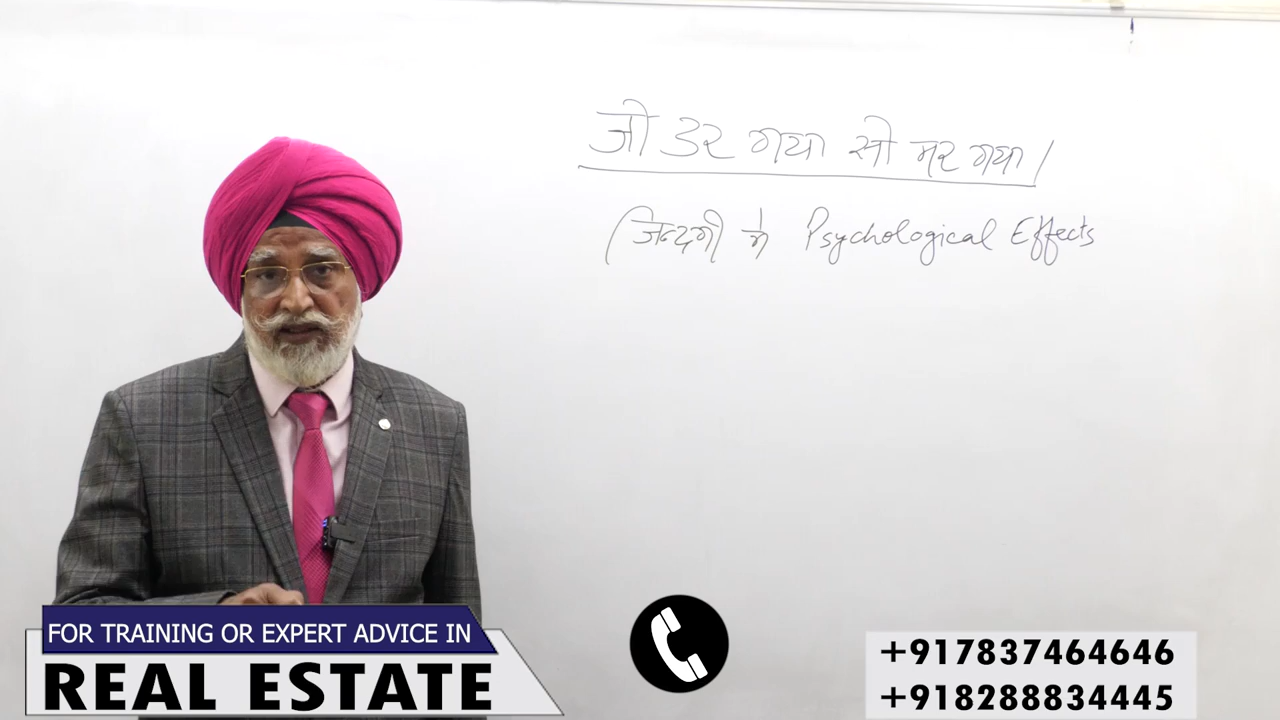 जो डर गया सो मर गया।
(जिन्दगी में Psychological Effects
FOR TRAINING OR EXPERT ADVICE IN
REAL ESTATE
+917837464646
+918288834445